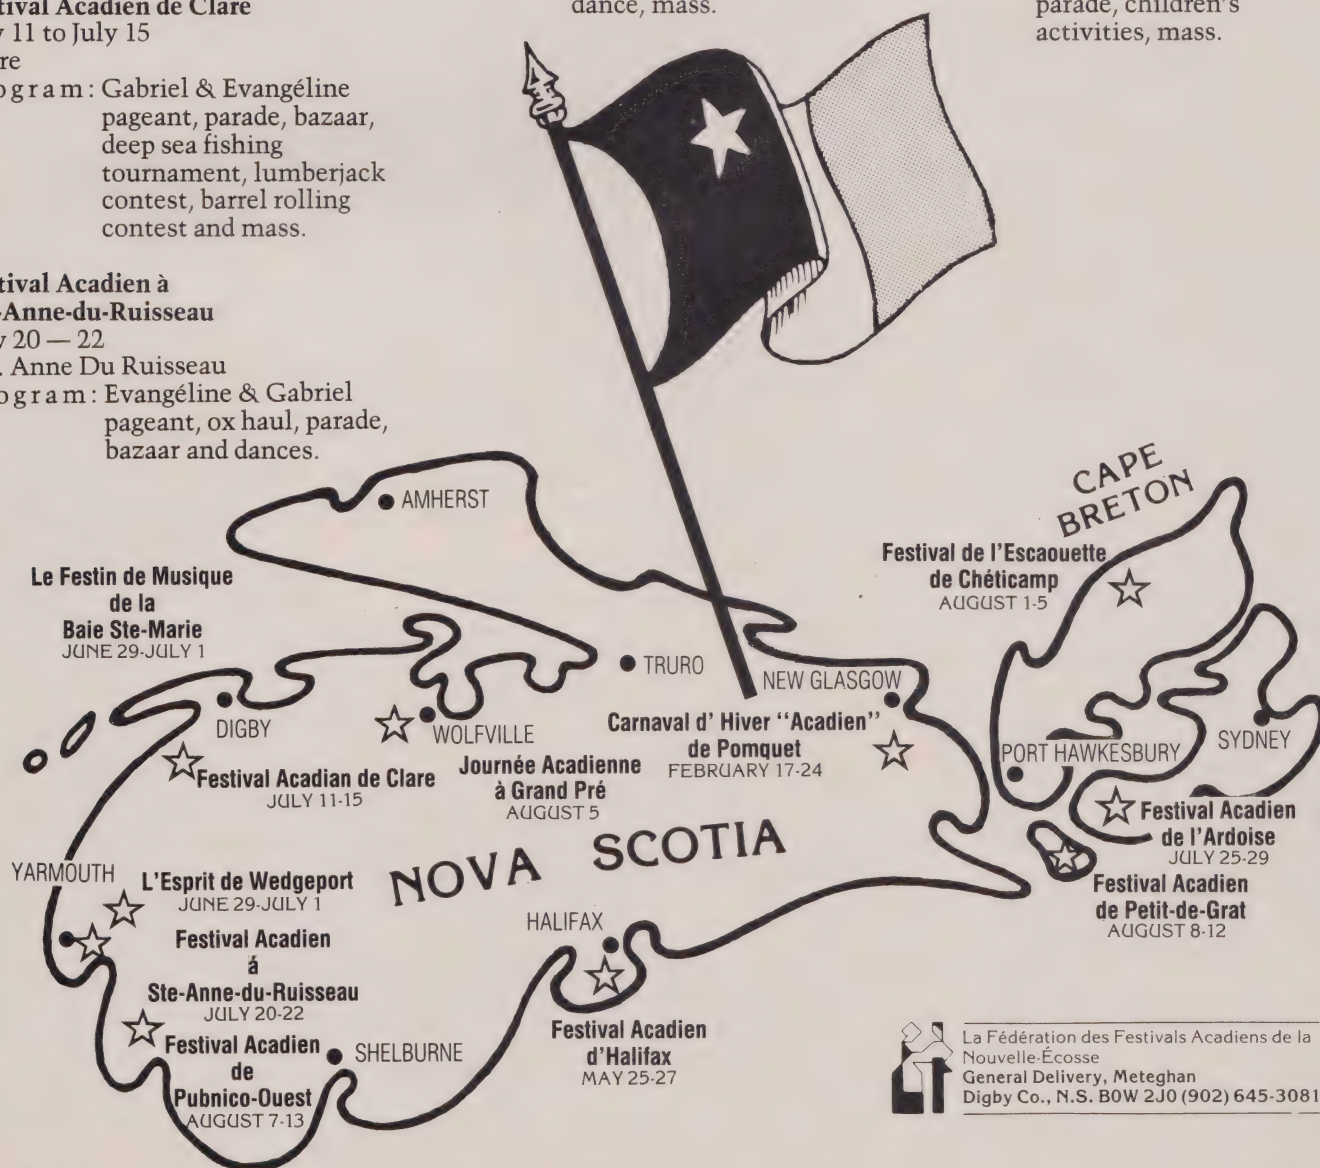 tival Acadien de Clare
11 to July 15
re
ogram: Gabriel & Evangéline
pageant, parade, bazaar,
deep sea fishing
tournament, lumberjack
contest, barrel rolling
contest and mass.
tival Acadien à
-Anne-du-Ruisseau
20 — 22
. Anne Du Ruisseau
ogram: Evangéline & Gabriel
pageant, ox haul, parade,
bazaar and dances.
dance, mass.
parade, children's
activities, mass.
AMHERST
CAPE
BRETON
Le Festin de Musique
de la
Baie Ste-Marie
JUNE 29-JULY 1
Festival de l'Escaouette
de Chéticamp
AUGUST 1-5
TRURO
NEW GLASGOW
DIGBY
WOLFVILLE
Carnaval d' Hiver "Acadien"
de Pomquet
FEBRUARY 17-24
PORT HAWKESBURY
SYDNEY
Festival Acadian de Clare
JULY 11-15
Journée Acadienne
à Grand Pré
AUGUST 5
Festival Acadien
de l'Ardoise
JULY 25-29
NOVA SCOTIA
YARMOUTH
L'Esprit de Wedgeport
JUNE 29-JULY 1
Festival Acadien
de Petit-de-Grat
AUGUST 8-12
HALIFAX
Festival Acadien
á
Ste-Anne-du-Ruisseau
JULY 20-22
Festival Acadien
de
Pubnico-Ouest
AUGUST 7-13
SHELBURNE
Festival Acadien
d'Halifax
MAY 25-27
La Fédération des Festivals Acadiens de la
Nouvelle-Écosse
General Delivery, Meteghan
Digby Co., N.S. B0W 2J0 (902) 645-3081